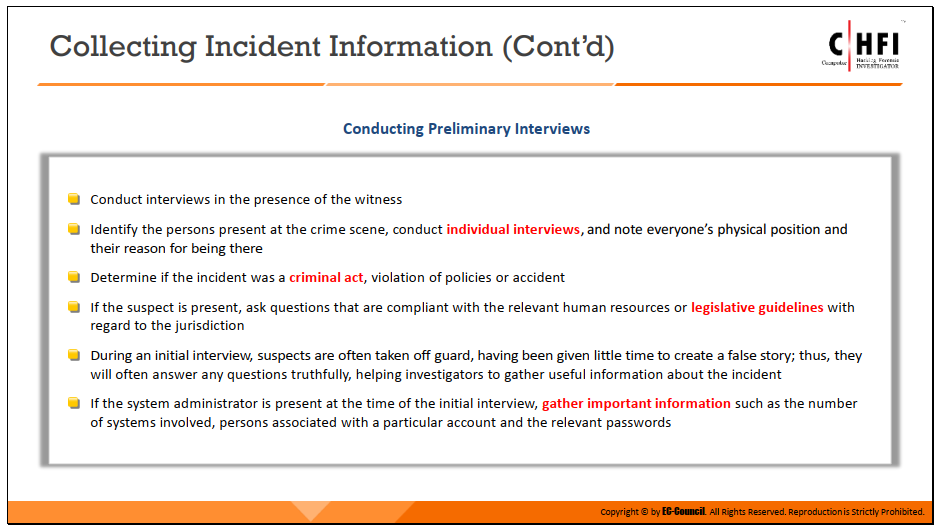 Collecting Incident Information (Cont’d)
CHFI
Computer Hacking Forensic
INVESTIGATOR
Conducting Preliminary Interviews
Conduct interviews in the presence of the witness
Identify the persons present at the crime scene, conduct individual interviews, and note everyone’s physical position and
their reason for being there
Determine if the incident was a criminal act, violation of policies or accident
If the suspect is present, ask questions that are compliant with the relevant human resources or legislative guidelines with
regard to the jurisdiction
During an initial interview, suspects are often taken off guard, having been given little time to create a false story; thus, they
will often answer any questions truthfully, helping investigators to gather useful information about the incident
If the system administrator is present at the time of the initial interview, gather important information such as the number
of systems involved, persons associated with a particular account and the relevant passwords
Copyright © by EC-Council. All Rights Reserved. Reproduction is Strictly Prohibited.